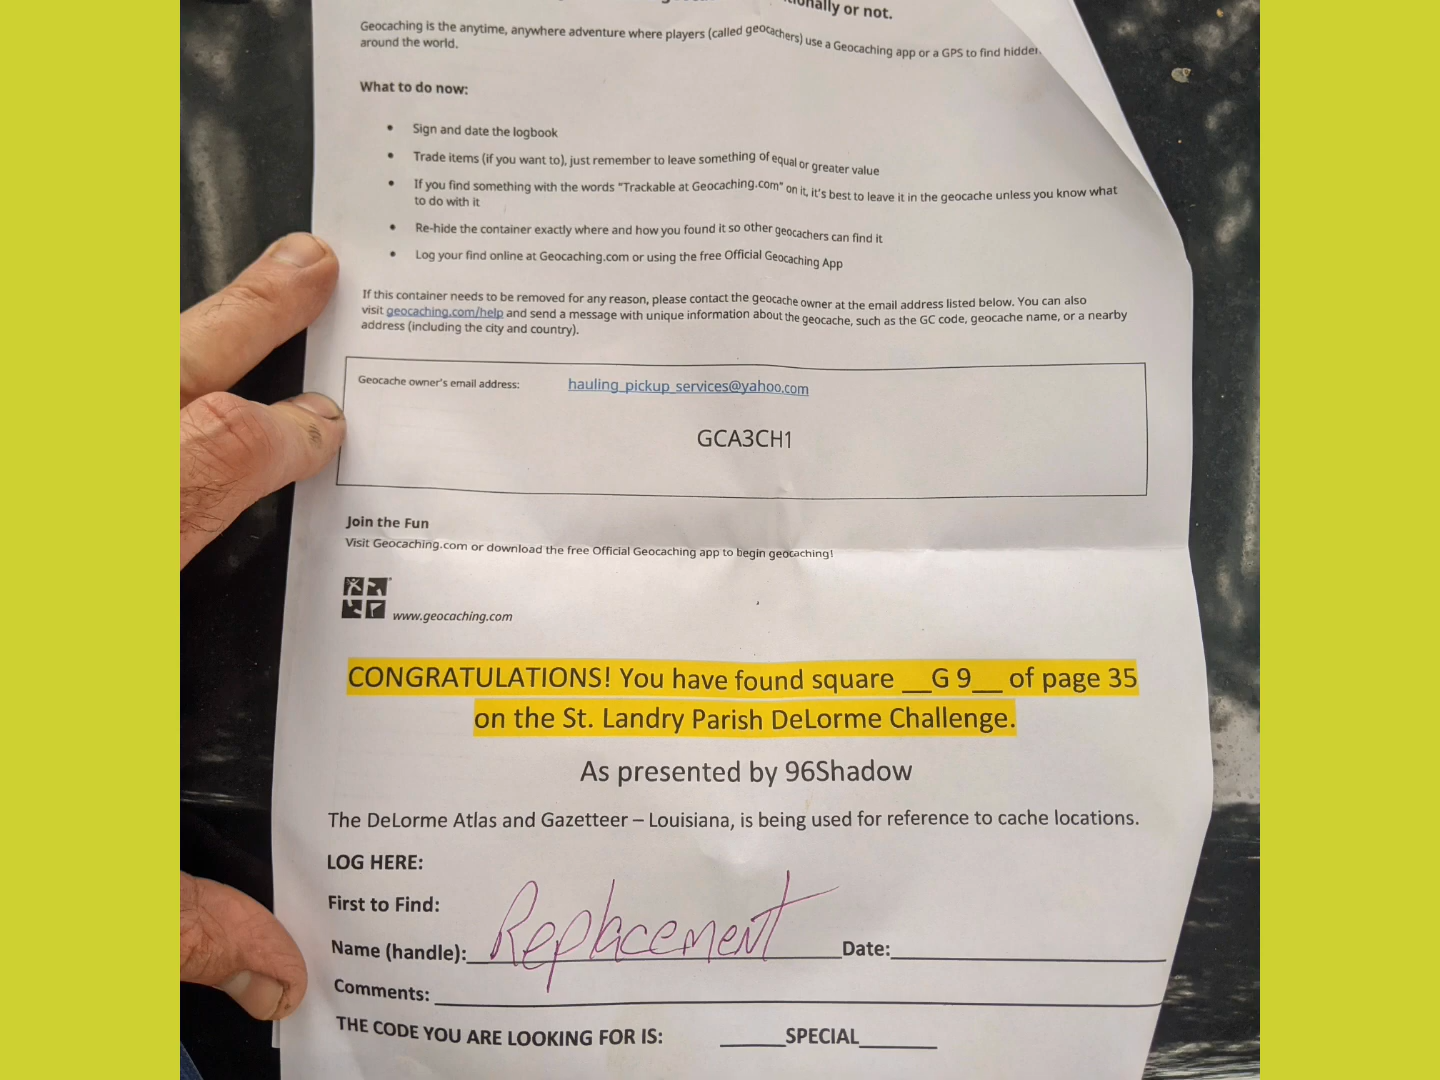 tionally or not.
Geocaching is the anytime, anywhere adventure where players (called geocachers) use a Geocaching app or a GPS to find hidden
around the world.
What to do now:
• Sign and date the logbook
• Trade items (if you want to), just remember to leave something of equal or greater value
• If you find something with the words "Trackable at Geocaching.com" on it, it's best to leave it in the geocache unless you know what
to do with it
• Re-hide the container exactly where and how you found it so other geocachers can find it
• Log your find online at Geocaching.com or using the free Official Geocaching App
If this container needs to be removed for any reason, please contact the geocache owner at the email address listed below. You can also
visit geocaching.com/help and send a message with unique information about the geocache, such as the GC code, geocache name, or a nearby
address (including the city and country).
Geocache owner's email address: hauling_pickup_services@yahoo.com
GCA3CH1
Join the Fun
Visit Geocaching.com or download the free Official Geocaching app to begin geocaching!
www.geocaching.com
CONGRATULATIONS! You have found square __G 9__ of page 35
on the St. Landry Parish DeLorme Challenge.
As presented by 96Shadow
The DeLorme Atlas and Gazetteer – Louisiana, is being used for reference to cache locations.
LOG HERE:
First to Find:
Name (handle): Replacement Date:
Comments:
THE CODE YOU ARE LOOKING FOR IS: ______SPECIAL________